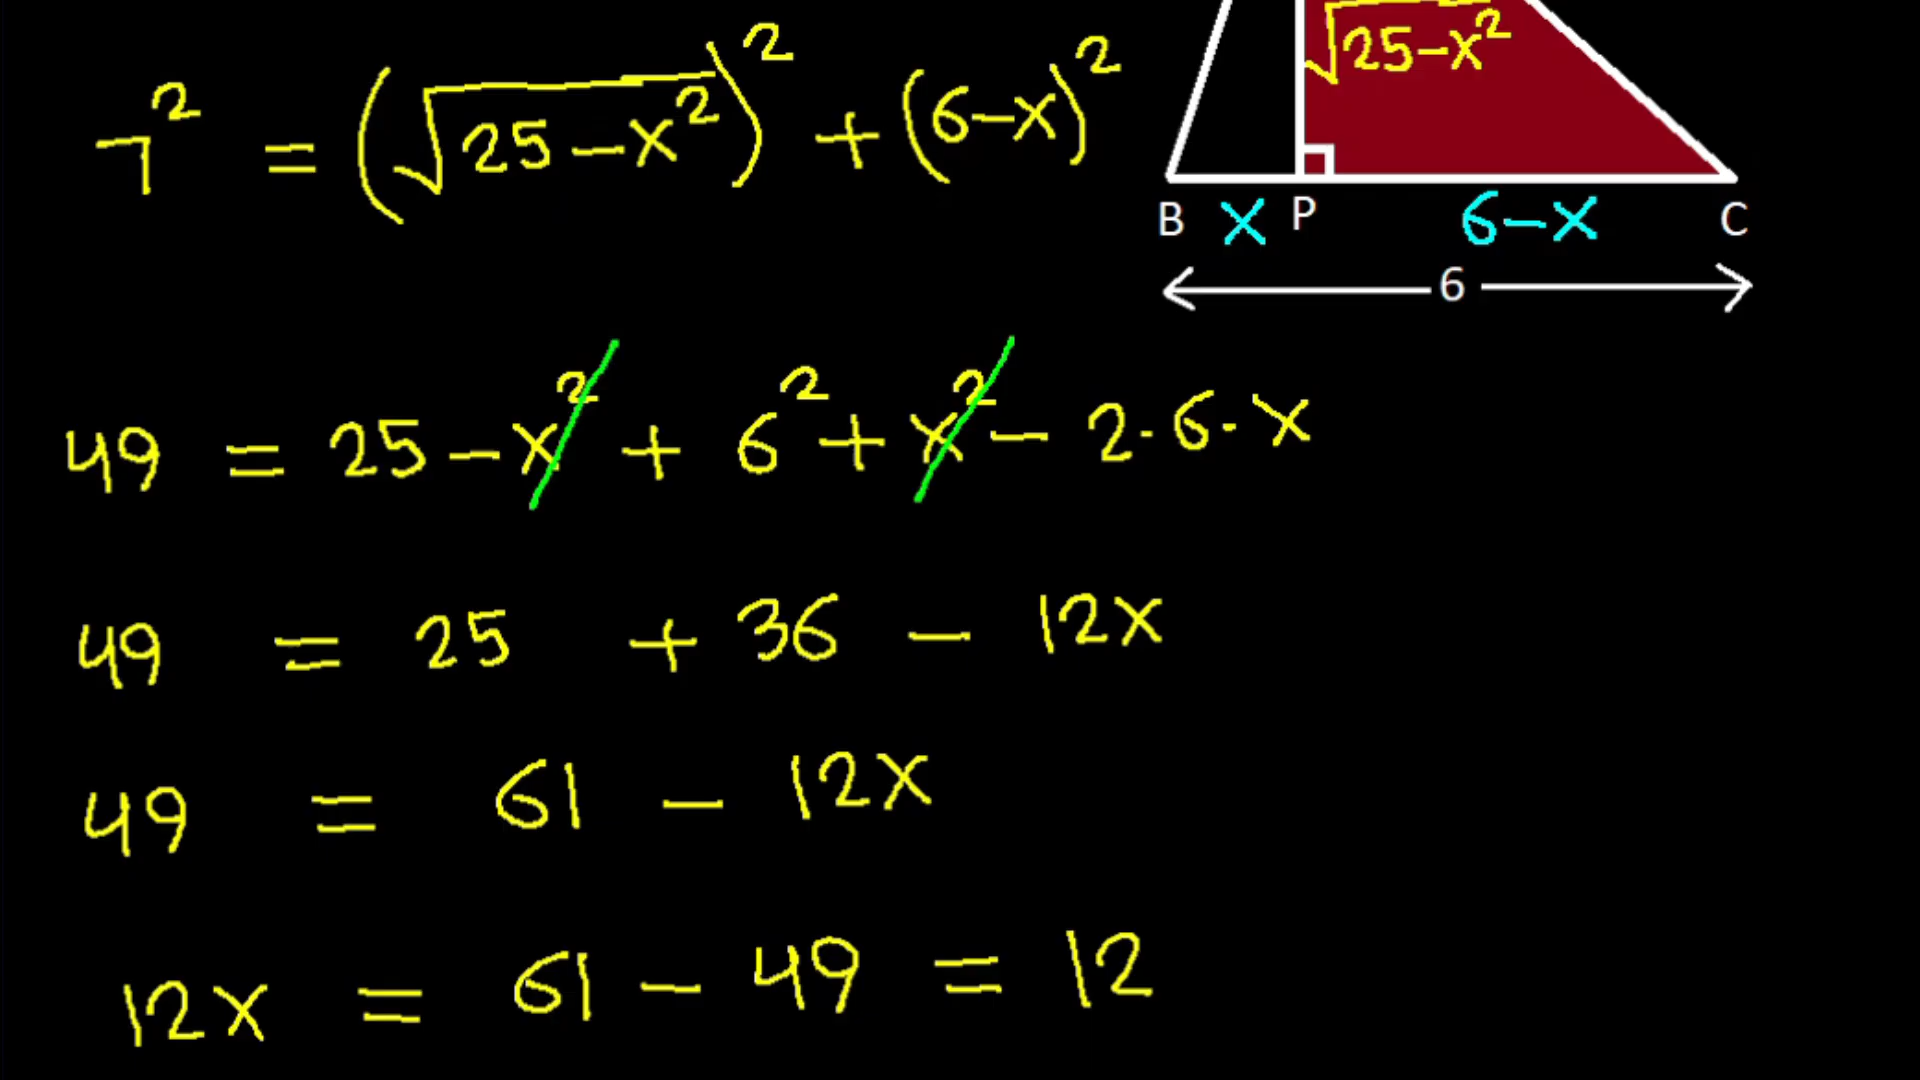 7² = (√25-x²)² + (6-x)²
√25-x²
B x P 6-x C
6
49 = 25 - x² + 6² + x² - 2·6·x
49 = 25 + 36 - 12x
49 = 61 - 12x
12x = 61 - 49 = 12